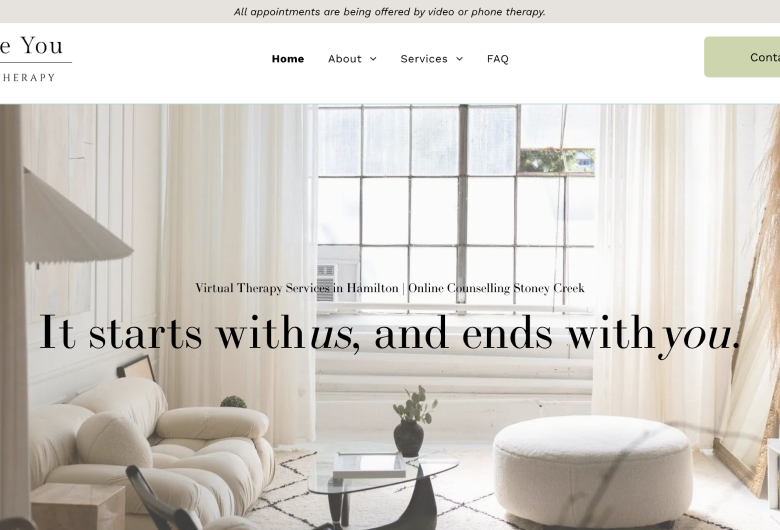 All appointments are being offered by video or phone therapy.
e You
HERAPY
Home About Services FAQ
Conta
Virtual Therapy Services in Hamilton | Online Counselling Stoney Creek
It starts with us, and ends with you.